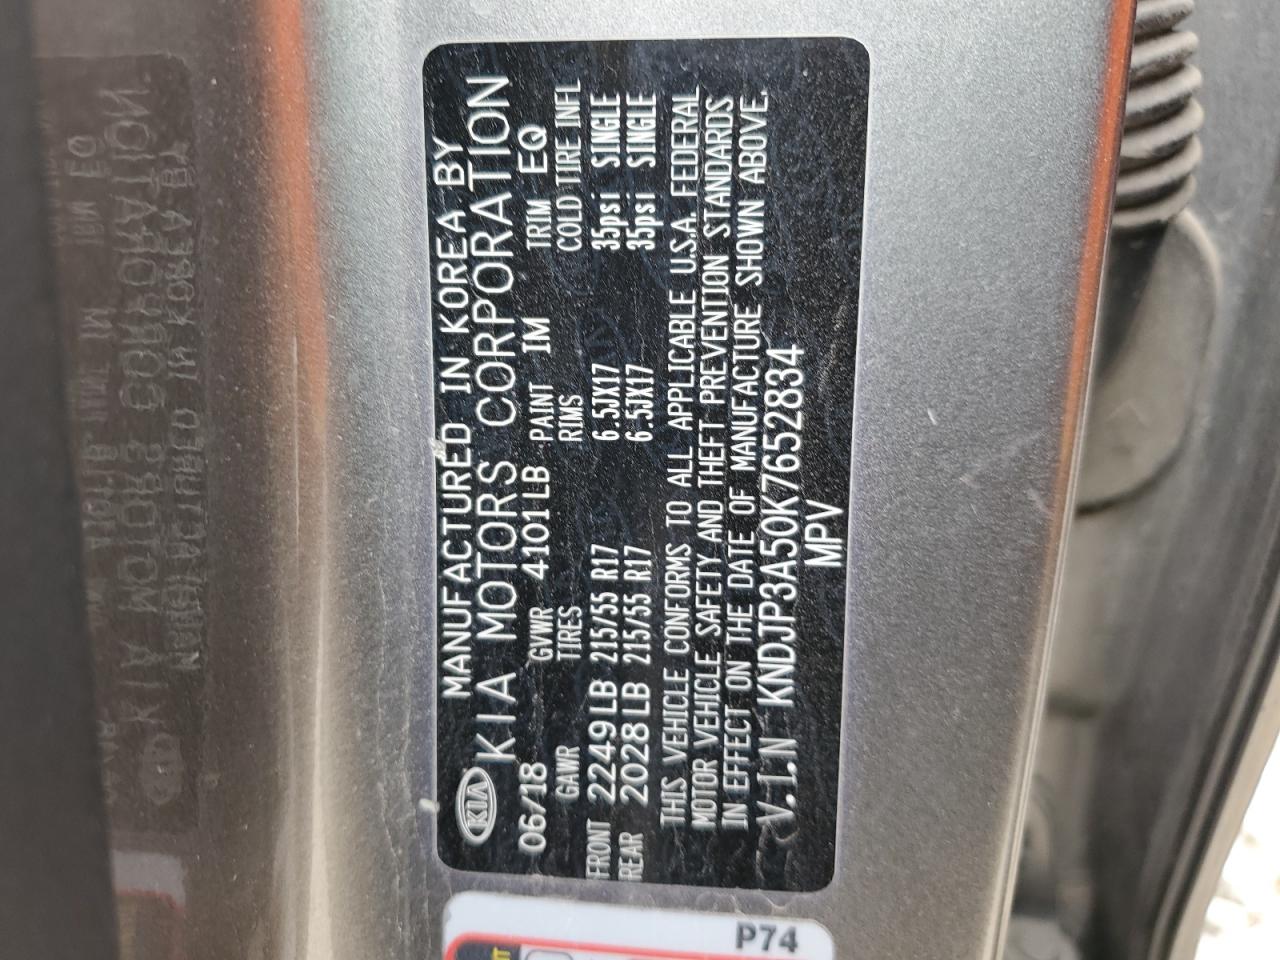 KIA
MANUFACTURED IN KOREA BY
KIA MOTORS CORPORATION
06/18 GVWR 4101LB PAINT IM TRIM EQ
GAWR TIRES RIMS COLD TIRE INFL
FRONT 2249LB 215/55 R17 6.5JX17 35psi SINGLE
REAR 2028LB 215/55 R17 6.5JX17 35psi SINGLE
THIS VEHICLE CONFORMS TO ALL APPLICABLE U.S.A. FEDERAL
MOTOR VEHICLE SAFETY AND THEFT PREVENTION STANDARDS
IN EFFECT ON THE DATE OF MANUFACTURE SHOWN ABOVE.
V.I.N KNDJP3A50K7652834
MPV
P74